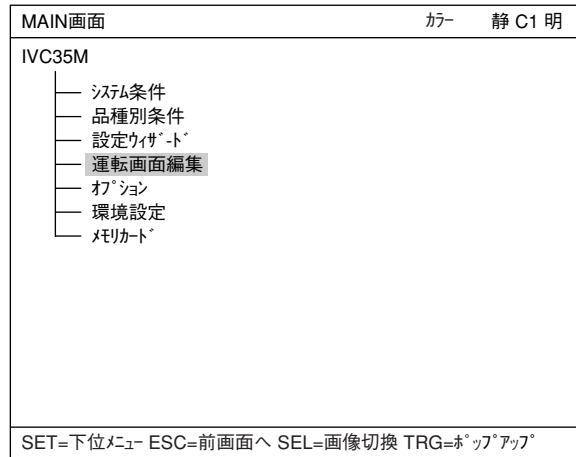 MAIN画面 ｶﾗｰ 静 C1 明
IVC35M
ｼｽﾃﾑ条件
品種別条件
設定ｳｨｻﾞｰﾄﾞ
運転画面編集
ｵﾌﾟｼｮﾝ
環境設定
ﾒﾓﾘｶｰﾄﾞ
SET=下位ﾒﾆｭｰ ESC=前画面へ SEL=画像切換 TRG=ﾎﾟｯﾌﾟｱｯﾌﾟ